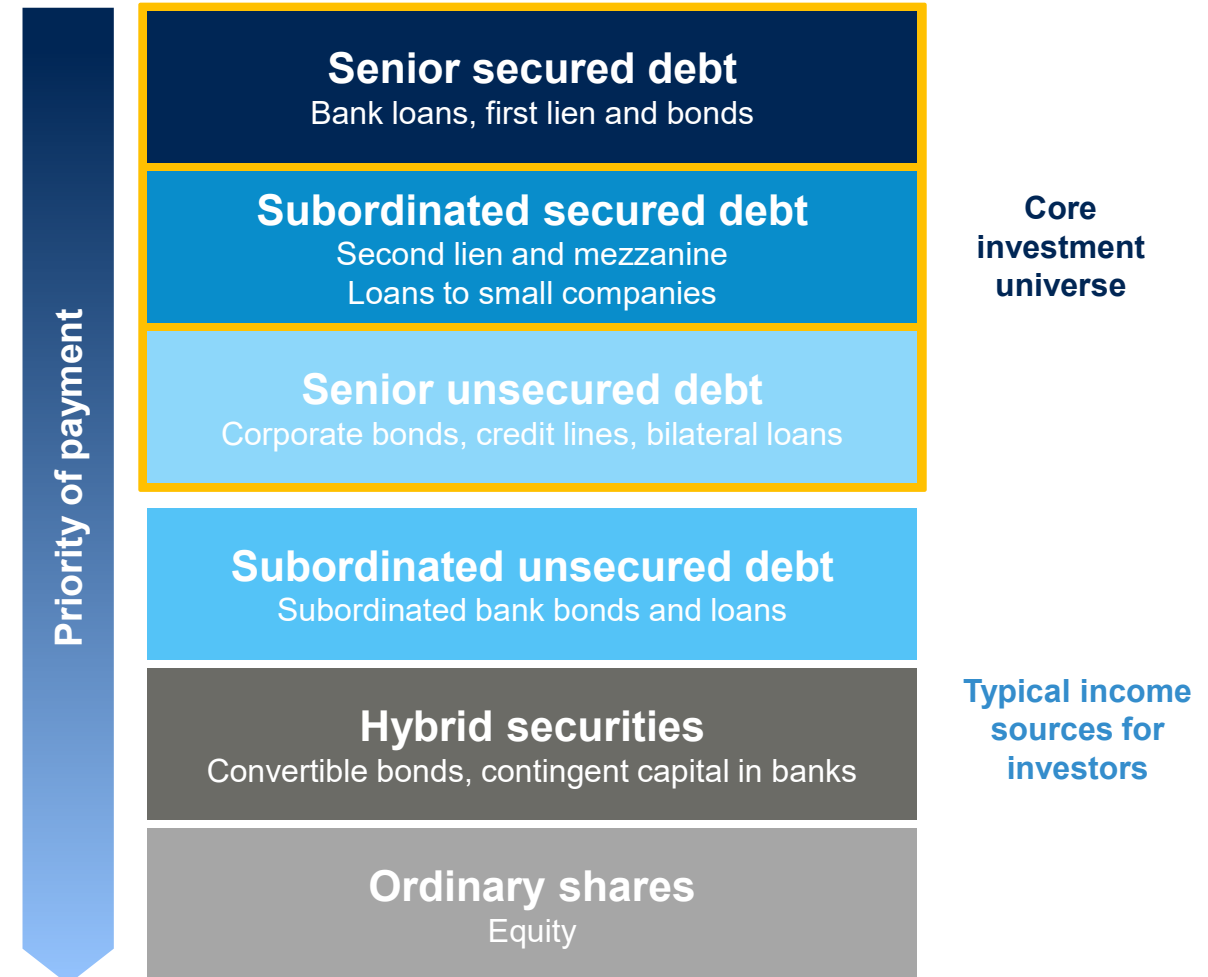 Priority of payment
Senior secured debt
Bank loans, first lien and bonds
Subordinated secured debt
Second lien and mezzanine
Loans to small companies
Senior unsecured debt
Corporate bonds, credit lines, bilateral loans
Core
investment
universe
Subordinated unsecured debt
Subordinated bank bonds and loans
Hybrid securities
Convertible bonds, contingent capital in banks
Ordinary shares
Equity
Typical income
sources for
investors